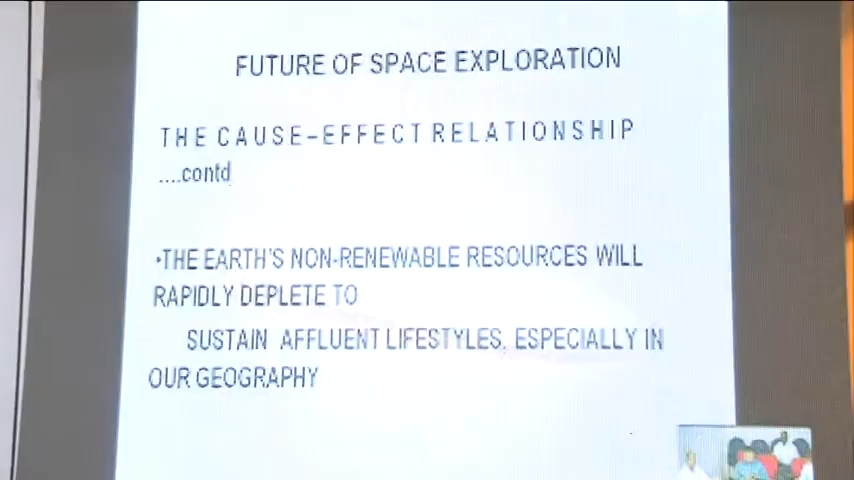 FUTURE OF SPACE EXPLORATION
THE CAUSE-EFFECT RELATIONSHIP
....contd
•THE EARTH'S NON-RENEWABLE RESOURCES WILL
RAPIDLY DEPLETE TO
SUSTAIN AFFLUENT LIFESTYLES, ESPECIALLY IN
OUR GEOGRAPHY